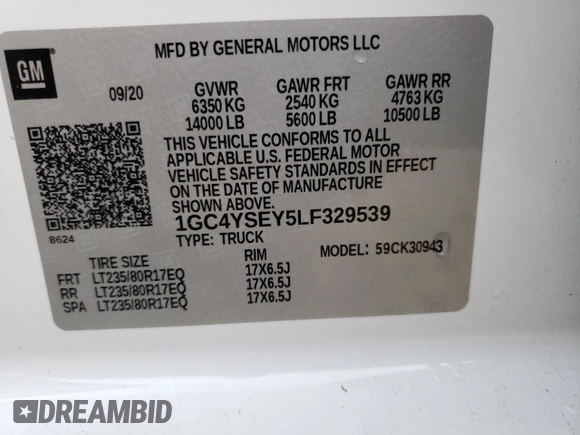 GM
MFD BY GENERAL MOTORS LLC
09/20
GVWR GAWR FRT GAWR RR
6350 KG 2540 KG 4763 KG
14000 LB 5600 LB 10500 LB
THIS VEHICLE CONFORMS TO ALL
APPLICABLE U.S. FEDERAL MOTOR
VEHICLE SAFETY STANDARDS IN EFFECT
ON THE DATE OF MANUFACTURE
SHOWN ABOVE.
1GC4YSEY5LF329539
8624
TYPE: TRUCK MODEL: 59CK30943
TIRE SIZE RIM
FRT LT235/80R17EQ 17X6.5J
RR LT235/80R17EQ 17X6.5J
SPA LT235/80R17EQ 17X6.5J
DREAMBID